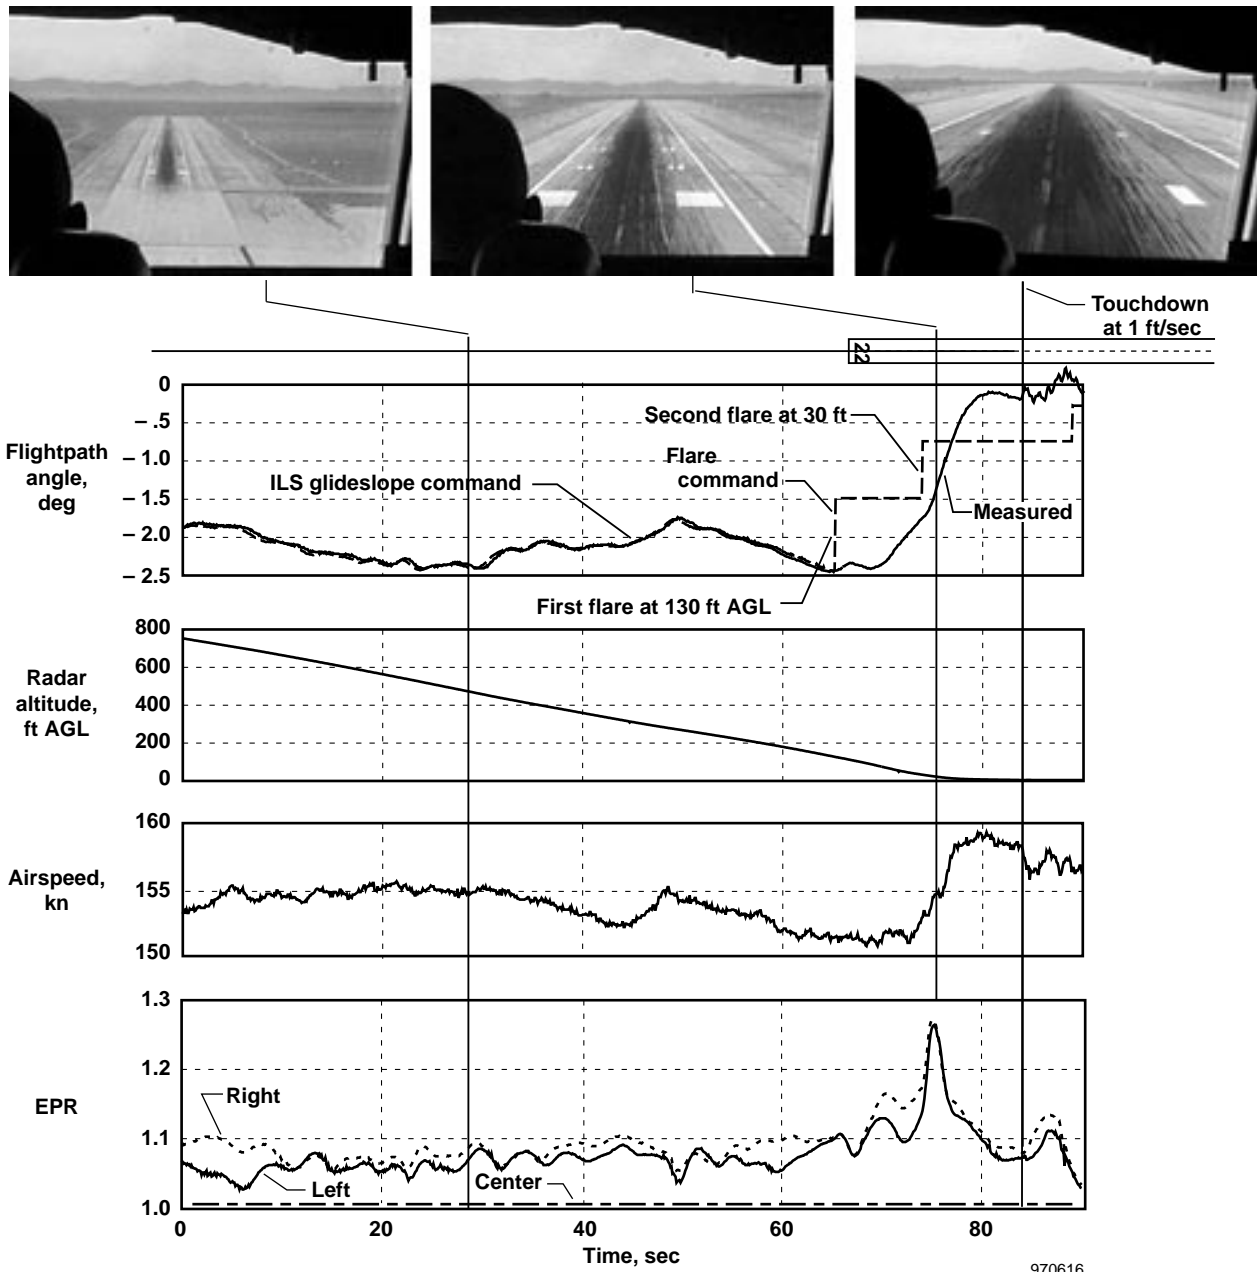 Touchdown
at 1 ft/sec
22
0
– .5
– 1.0
– 1.5
– 2.0
– 2.5
Flightpath
angle,
deg
Second flare at 30 ft
Flare
command
ILS glideslope command
Measured
First flare at 130 ft AGL
800
600
400
200
0
Radar
altitude,
ft AGL
160
155
150
Airspeed,
kn
1.3
1.2
1.1
1.0
EPR
Right
Left
Center
0
20
40
60
80
Time, sec
970616